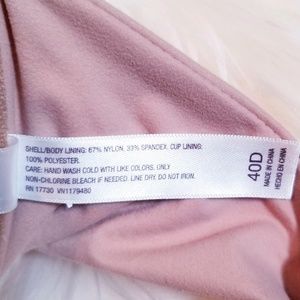 SHELL/BODY LINING: 67% NYLON, 33% SPANDEX. CUP LINING:
100% POLYESTER.
CARE: HAND WASH COLD WITH LIKE COLORS. ONLY
NON-CHLORINE BLEACH IF NEEDED. LINE DRY. DO NOT IRON.
RN 17730 VN1179480
40D
MADE IN CHINA
HECHO EN CHINA